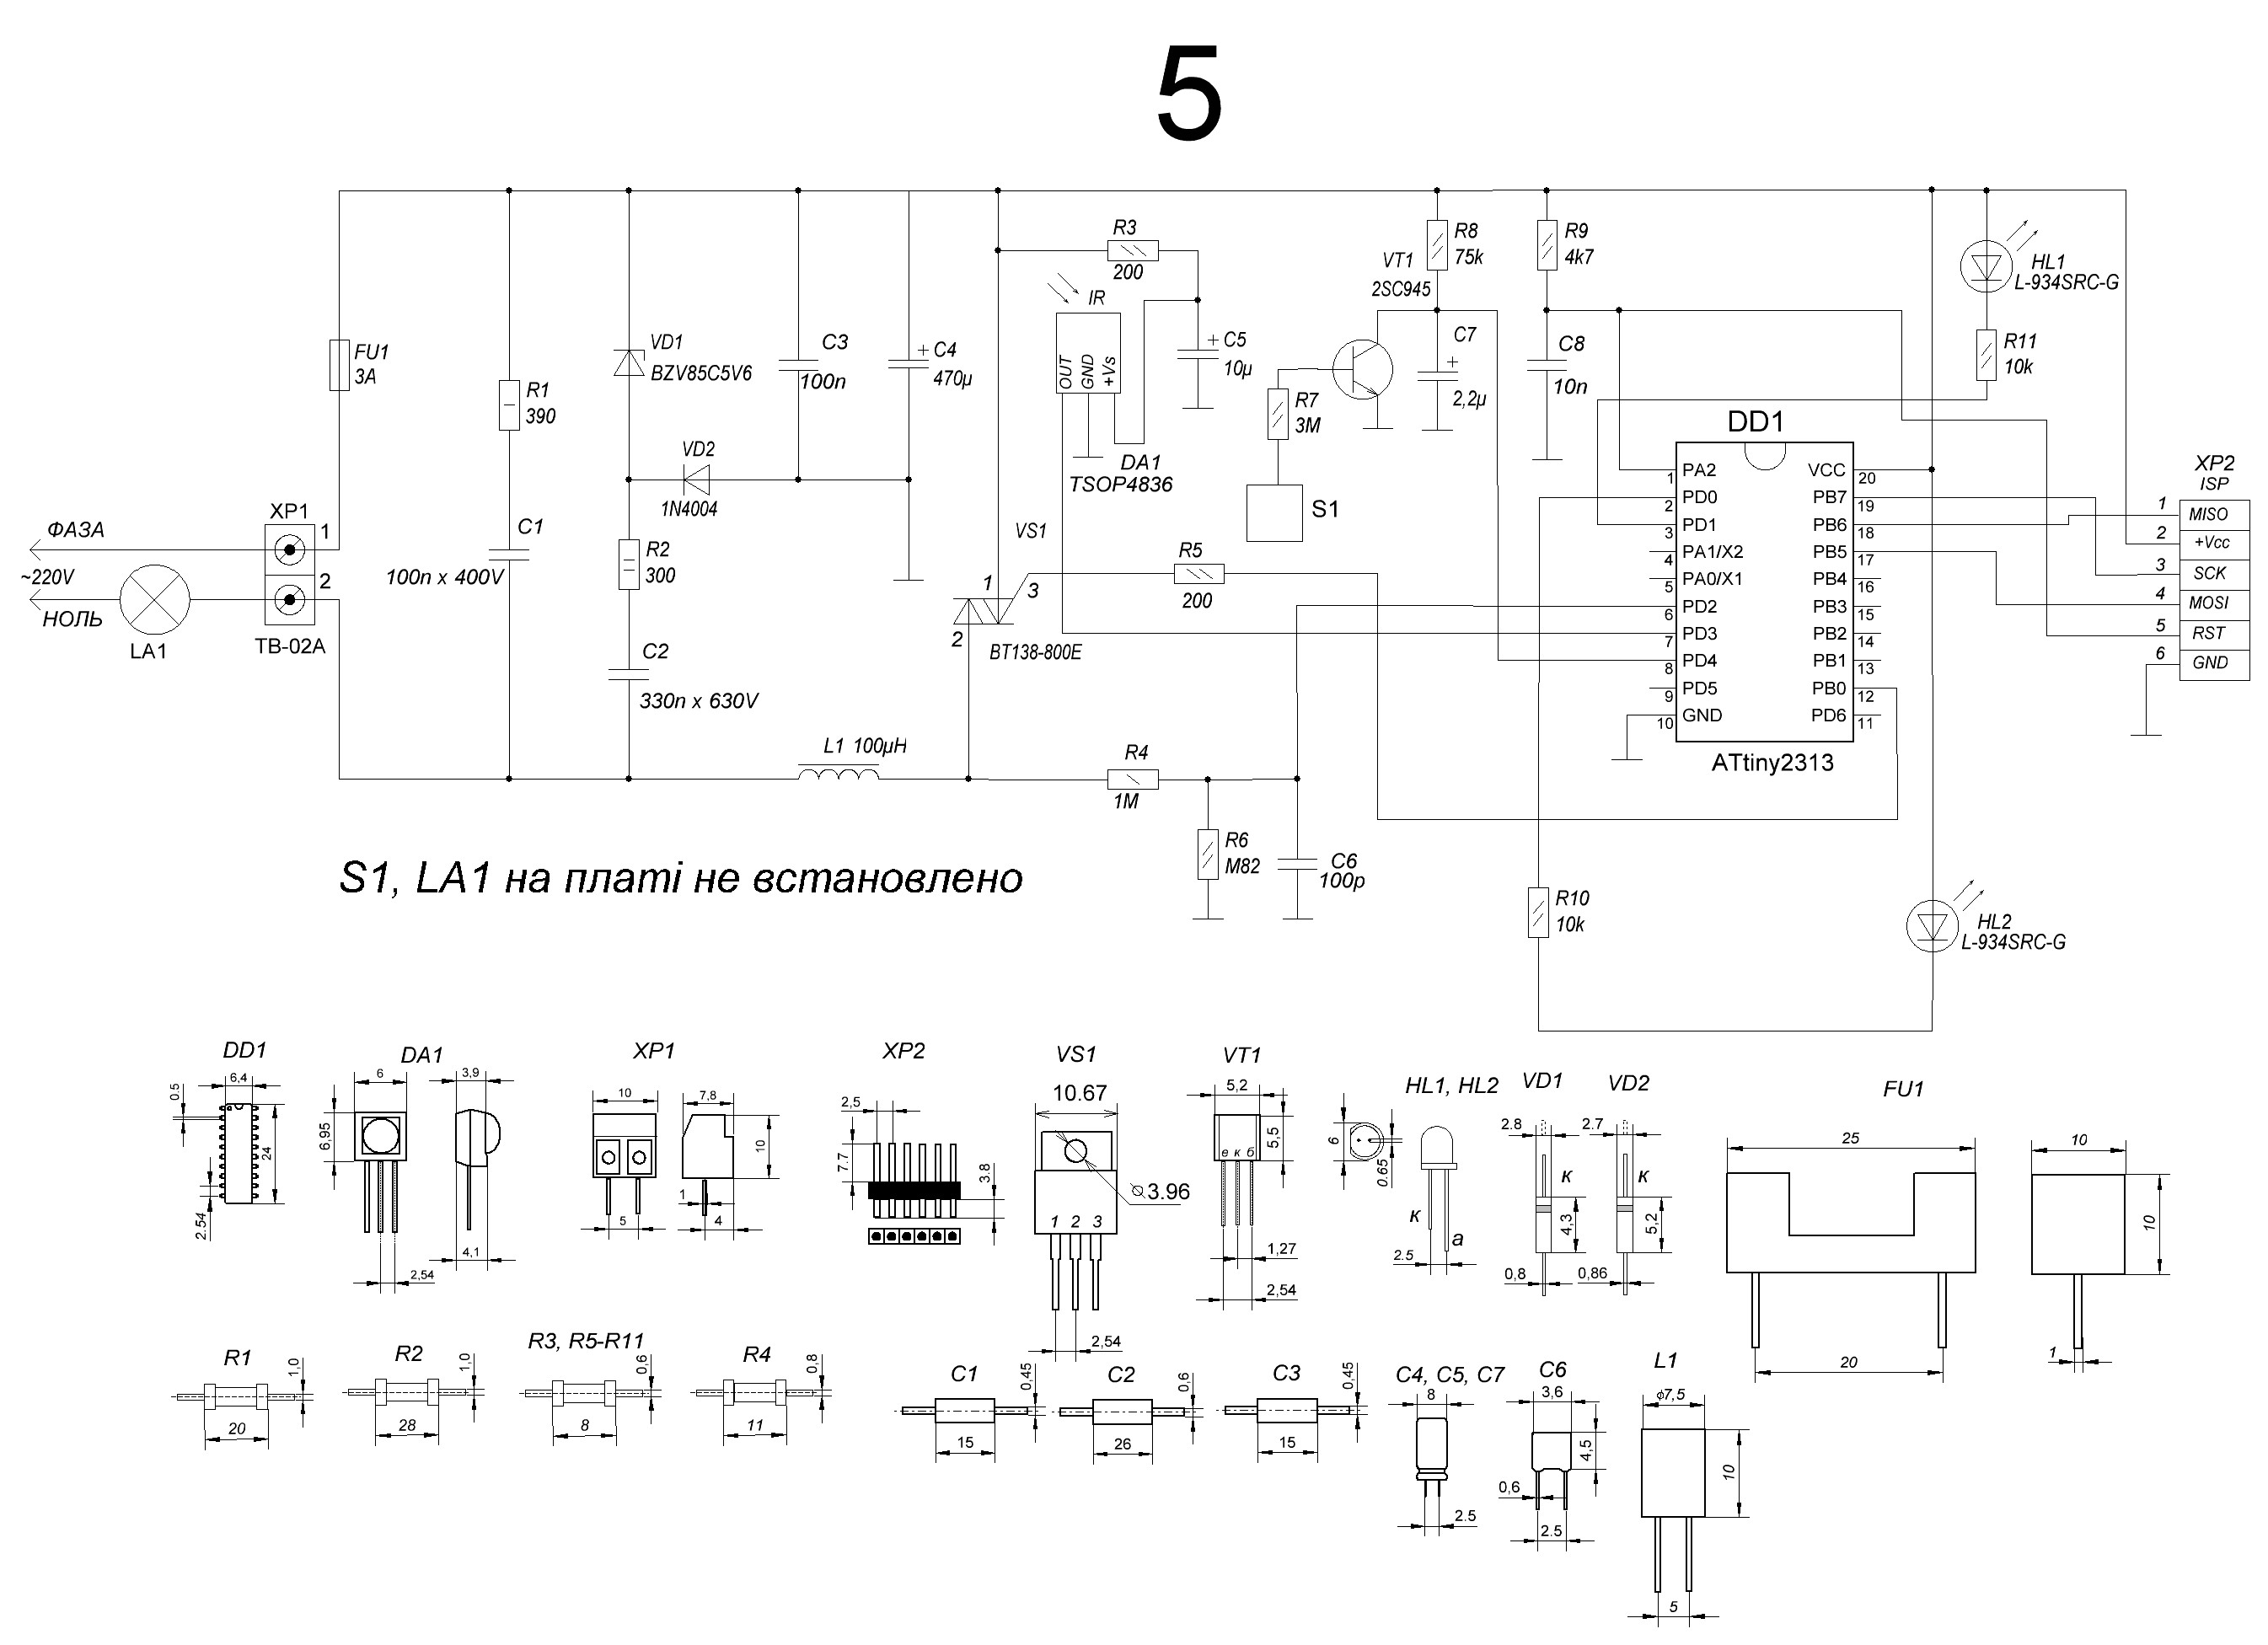 5
R3
200
R8
75k
R9
4k7
VT1
2SC945
HL1
L-934SRC-G
IR
OUT
GND
+Vs
DA1
TSOP4836
+ C5
10µ
C7
+
2,2µ
C8
10n
R11
10k
FU1
3A
R1
390
VD1
BZV85C5V6
C3
100n
+ C4
470µ
VD2
1N4004
R7
3M
S1
DD1
PA2
PD0
PD1
PA1/X2
PA0/X1
PD2
PD3
PD4
PD5
GND
VCC
PB7
PB6
PB5
PB4
PB3
PB2
PB1
PB0
PD6
1
2
3
4
5
6
7
8
9
10
20
19
18
17
16
15
14
13
12
11
ATtiny2313
XP2
ISP
1 MISO
2 +Vcc
3 SCK
4 MOSI
5 RST
6 GND
XP1
ФАЗА
1
~220V
2
НОЛЬ
LA1
TB-02A
C1
100n x 400V
R2
300
C2
330n x 630V
VS1
1
3
2
BT138-800E
R5
200
L1 100µH
R4
1M
R6
M82
C6
100p
R10
10k
HL2
L-934SRC-G
S1, LA1 на платі не встановлено
DD1
0.5
6,4
24
2.54
DA1
6
3,9
6,95
4,1
2,54
XP1
10
7,8
10
1
5
4
XP2
2,5
7.7
3.8
VS1
10.67
⌀3.96
1 2 3
2,54
VT1
5,2
5,5
е к б
1,27
2,54
HL1, HL2
6
0.65
к
а
2.5
VD1
2.8
к
4,3
0,8
VD2
2.7
к
5,2
0,86
FU1
25
10
10
20
1
R1
1,0
20
R2
1,0
28
R3, R5-R11
0,6
8
R4
0,8
11
C1
0,45
15
C2
0,6
26
C3
0,45
15
C4, C5, C7
8
2.5
C6
3,6
4,5
0,6
2.5
L1
ϕ7,5
10
5